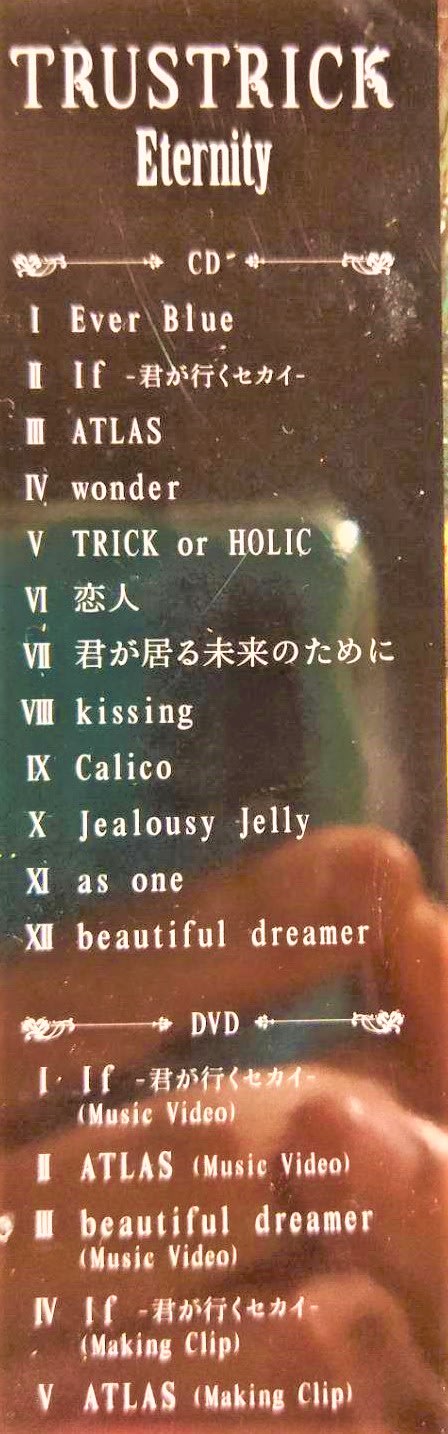 TRUSTRICK
Eternity
CD
Ⅰ Ever Blue
Ⅱ If -君が行くセカイ-
Ⅲ ATLAS
Ⅳ wonder
Ⅴ TRICK or HOLIC
Ⅵ 恋人
Ⅶ 君が居る未来のために
Ⅷ kissing
Ⅸ Calico
Ⅹ Jealousy Jelly
Ⅺ as one
Ⅻ beautiful dreamer
DVD
Ⅰ If -君が行くセカイ-
(Music Video)
Ⅱ ATLAS (Music Video)
Ⅲ beautiful dreamer
(Music Video)
Ⅳ If -君が行くセカイ-
(Making Clip)
Ⅴ ATLAS (Making Clip)